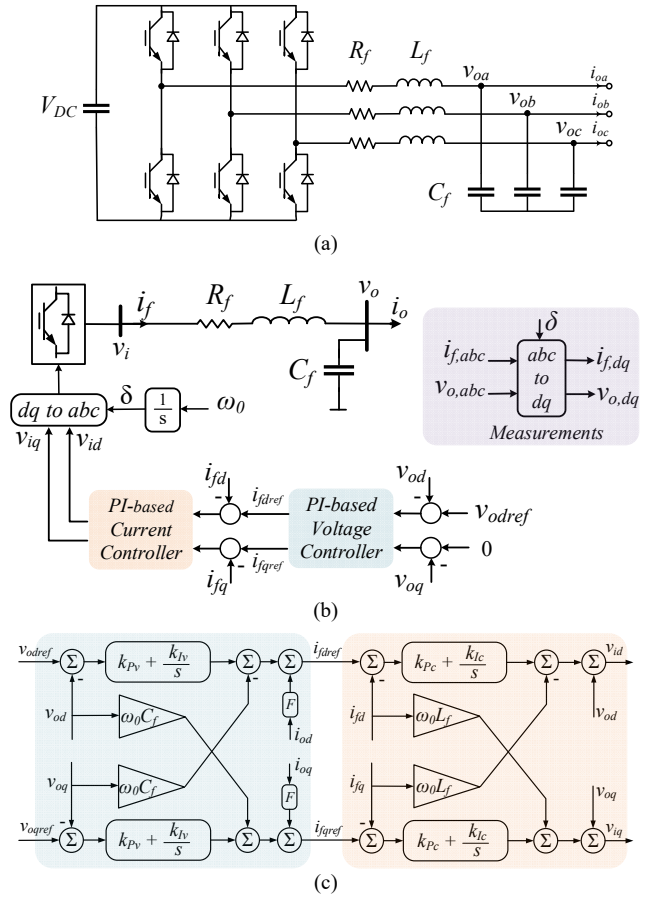 R_f L_f
v_oa i_oa
v_ob i_ob
v_oc i_oc
V_DC
C_f
(a)
i_f R_f L_f v_o i_o
v_i
C_f
dq to abc δ 1/s ω_0
v_iq v_id
δ
i_f,abc abc to dq i_f,dq
v_o,abc v_o,dq
Measurements
i_fd v_od
- -
PI-based Current Controller i_fdref PI-based Voltage Controller v_odref
i_fqref 0
- -
i_fq v_oq
(b)
v_odref Σ k_Pv + k_Iv/s Σ Σ i_fdref Σ k_Pc + k_Ic/s Σ Σ v_id
- - - -
v_od ω_0C_f F i_od i_fd ω_0L_f v_od
v_oq ω_0C_f i_oq F i_fq ω_0L_f v_oq
- -
v_oqref Σ k_Pv + k_Iv/s Σ Σ i_fqref Σ k_Pc + k_Ic/s Σ Σ v_iq
(c)